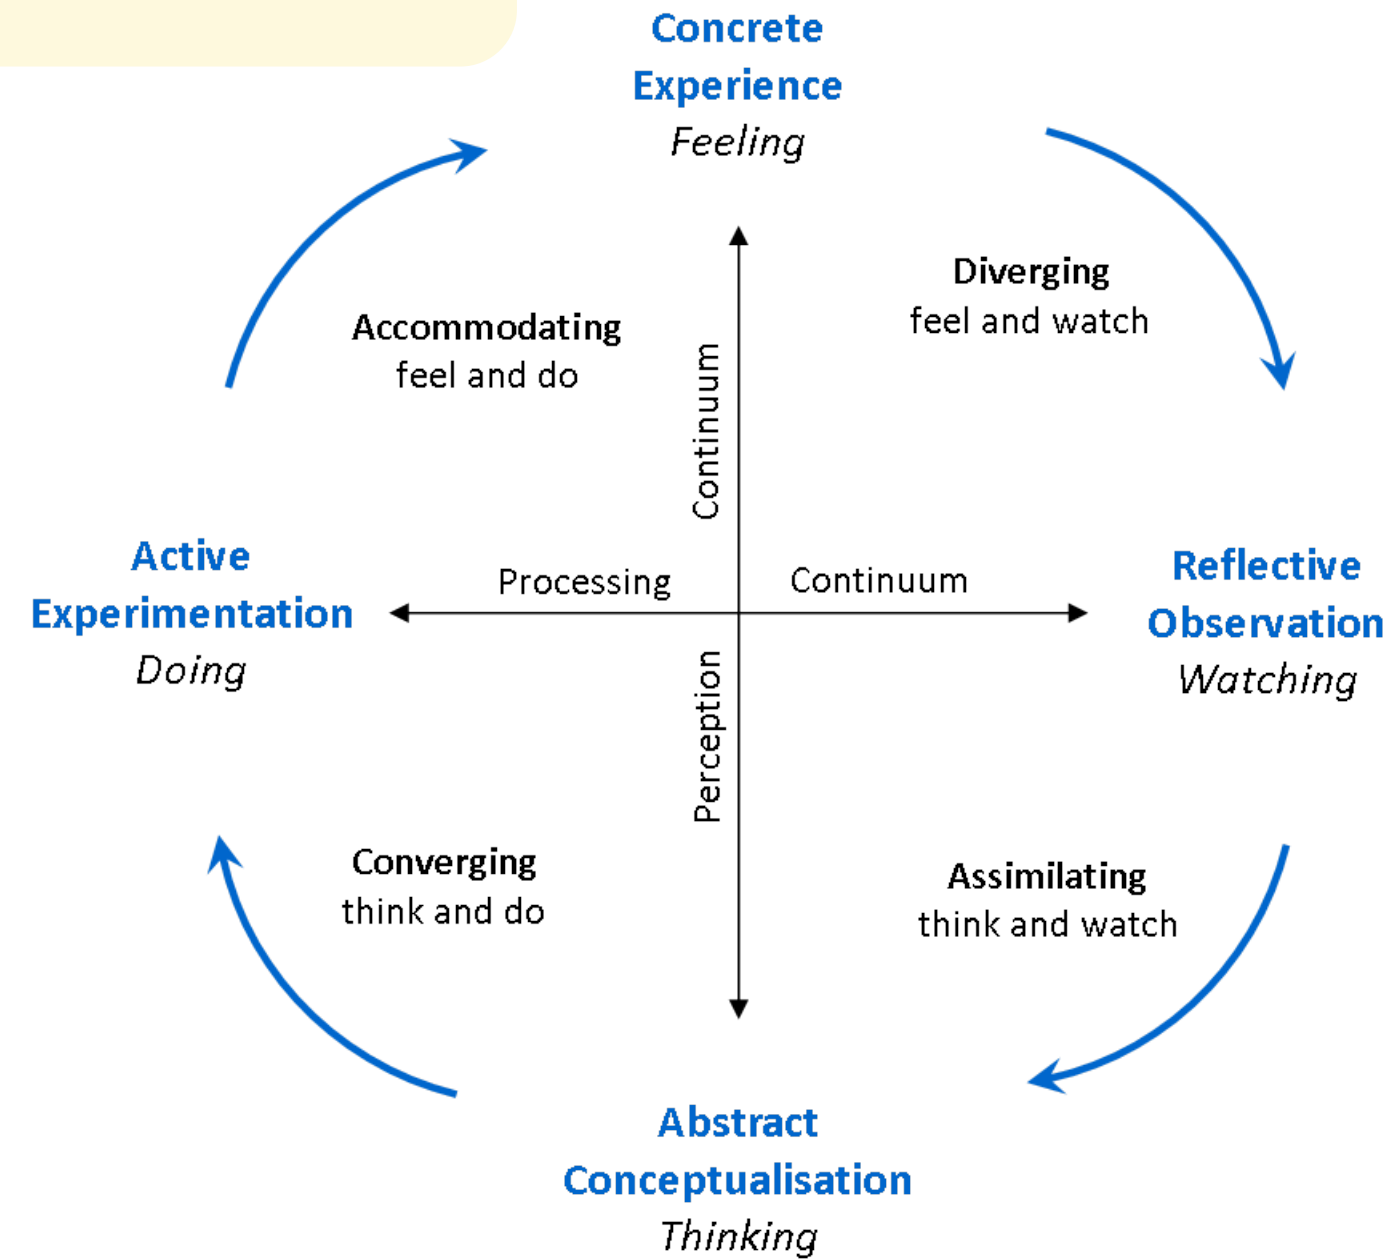 Concrete
Experience
Feeling
Diverging
feel and watch
Accommodating
feel and do
Continuum
Active
Experimentation
Doing
Processing
Continuum
Reflective
Observation
Watching
Perception
Converging
think and do
Assimilating
think and watch
Abstract
Conceptualisation
Thinking